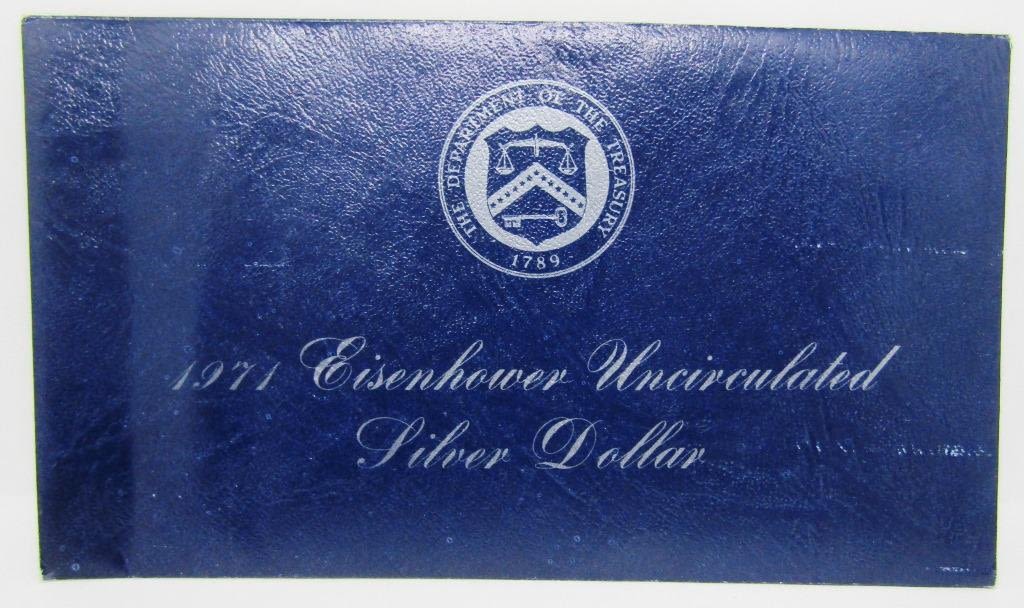 THE DEPARTMENT OF THE TREASURY
1789
1971 Eisenhower Uncirculated
Silver Dollar